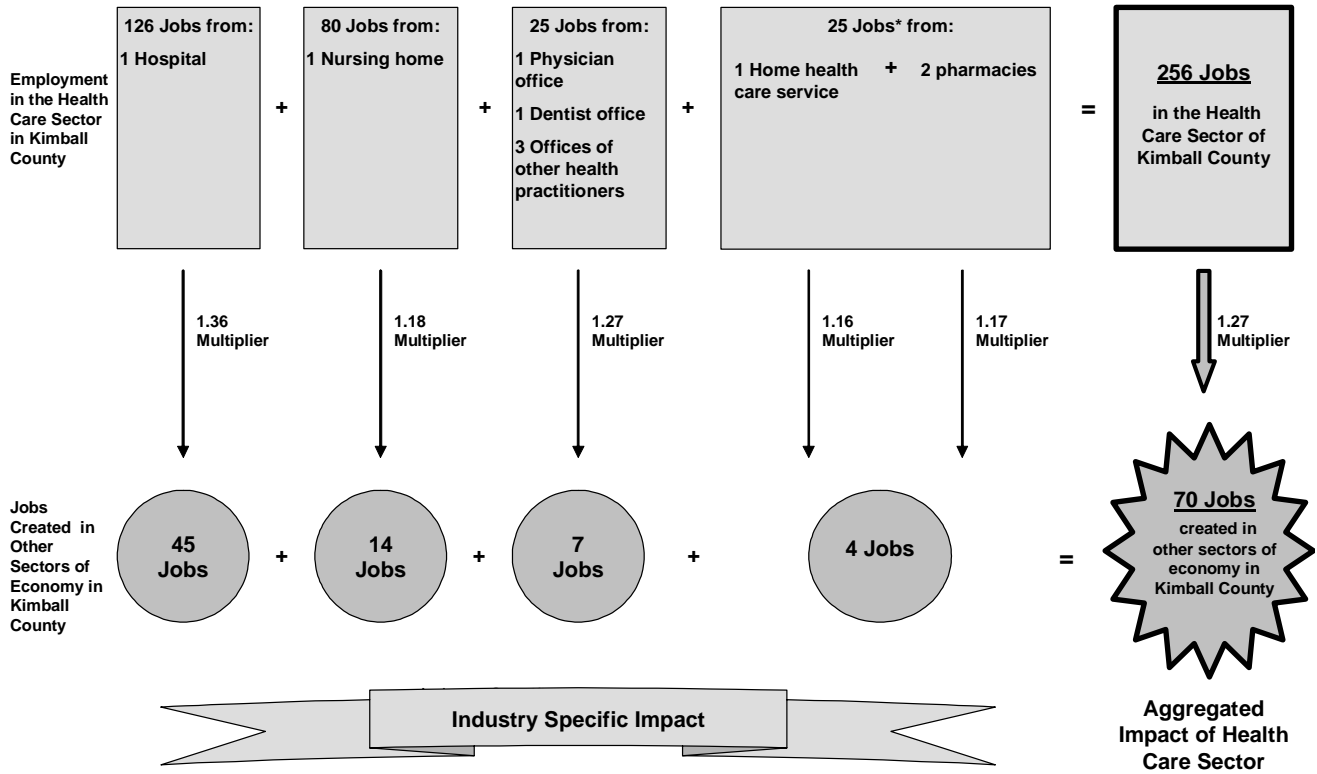 126 Jobs from:
1 Hospital
80 Jobs from:
1 Nursing home
25 Jobs from:
1 Physician
office
1 Dentist office
3 Offices of
other health
practitioners
25 Jobs* from:
1 Home health
care service
+
2 pharmacies
Employment
in the Health
Care Sector
in Kimball
County
+
+
+
=
256 Jobs
in the Health
Care Sector of
Kimball County
1.36
Multiplier
1.18
Multiplier
1.27
Multiplier
1.16
Multiplier
1.17
Multiplier
1.27
Multiplier
Jobs
Created in
Other
Sectors of
Economy in
Kimball
County
45
Jobs
+
14
Jobs
+
7
Jobs
+
4 Jobs
=
70 Jobs
created in
other sectors of
economy in
Kimball County
Industry Specific Impact
Aggregated
Impact of Health
Care Sector